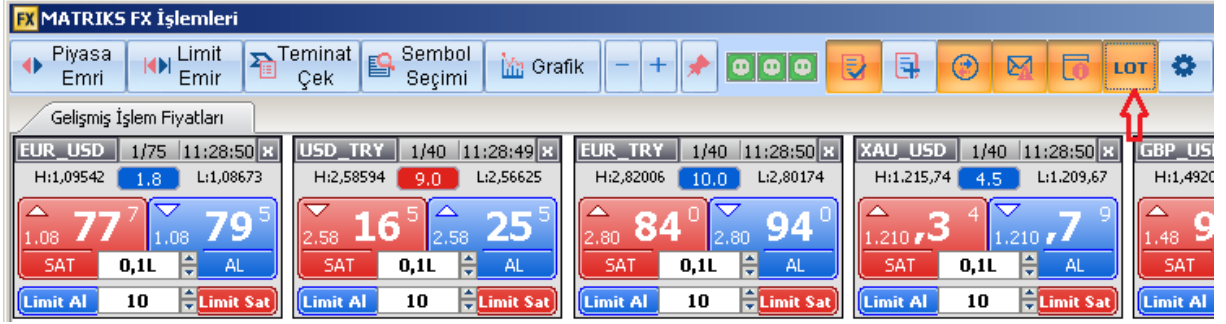 FX MATRIKS FX İşlemleri
Piyasa Emri Limit Emir Teminat Çek Sembol Seçimi Grafik - + LOT
Gelişmiş İşlem Fiyatları
EUR_USD 1/75 11:28:50 x USD_TRY 1/40 11:28:49 x EUR_TRY 1/40 11:28:50 x XAU_USD 1/40 11:28:50 x GBP_US
H:1,09542 1.8 L:1,08673 H:2,58594 9.0 L:2,56625 H:2,82006 10.0 L:2,80174 H:1.215,74 4.5 L:1.209,67 H:1,4920
1.08 77 7 1.08 79 5 2.58 16 5 2.58 25 5 2.80 84 0 2.80 94 0 1.210 ,3 4 1.210 ,7 9 1.48 9
SAT 0,1L AL SAT 0,1L AL SAT 0,1L AL SAT 0,1L AL SAT
Limit Al 10 Limit Sat Limit Al 10 Limit Sat Limit Al 10 Limit Sat Limit Al 10 Limit Sat Limit Al